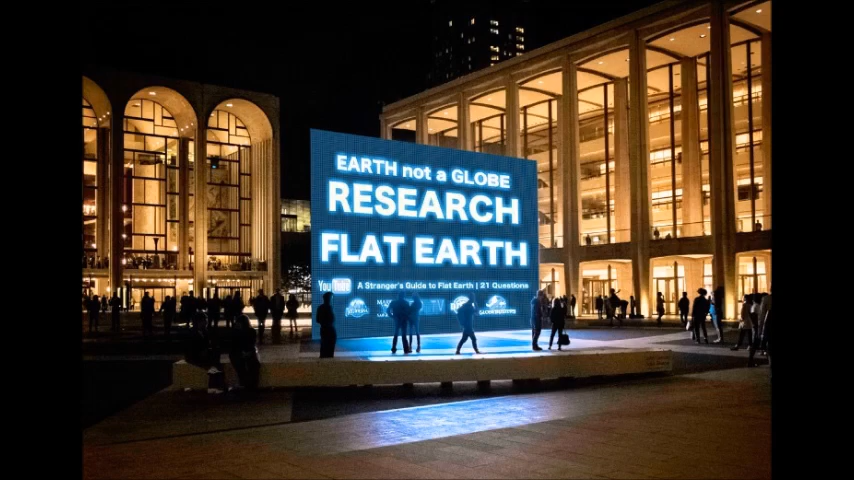 EARTH not a GLOBE
RESEARCH
FLAT EARTH
YouTube A Stranger's Guide to Flat Earth | 21 Questions